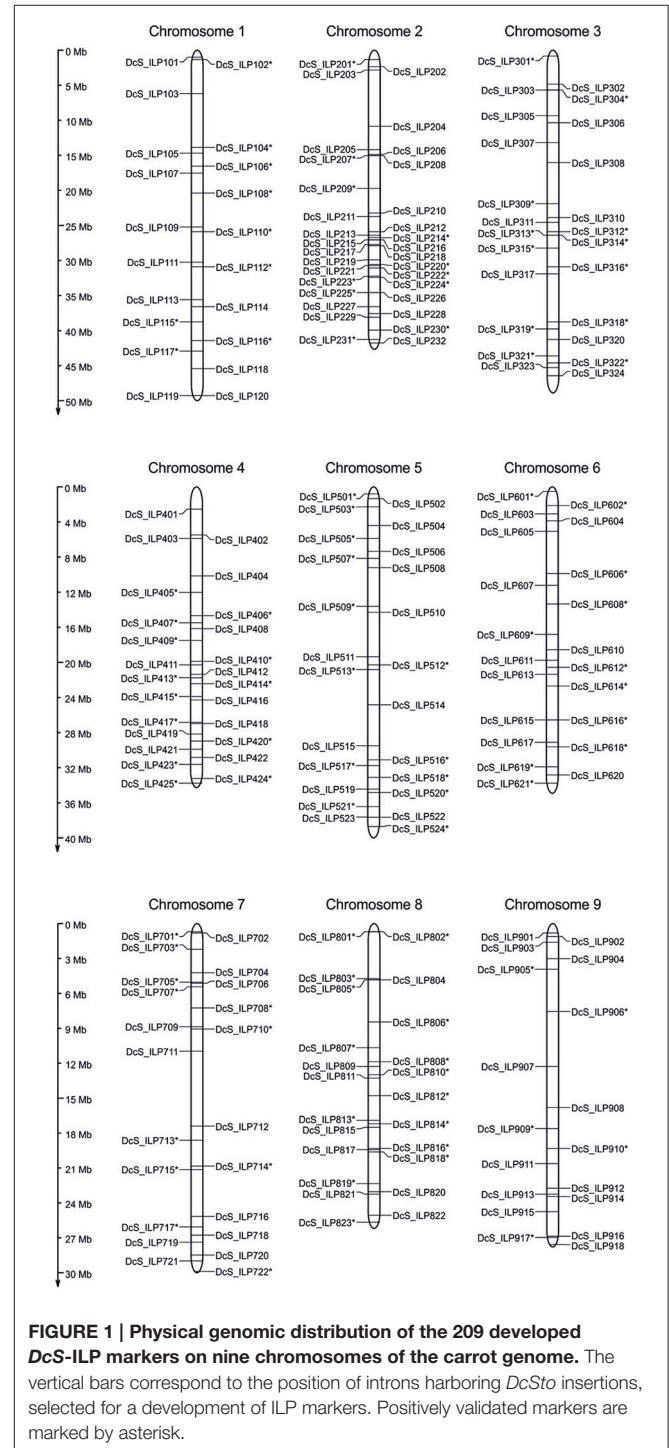 Chromosome 1
Chromosome 2
Chromosome 3
0 Mb
5 Mb
10 Mb
15 Mb
20 Mb
25 Mb
30 Mb
35 Mb
40 Mb
45 Mb
50 Mb
DcS_ILP101
DcS_ILP102*
DcS_ILP103
DcS_ILP104*
DcS_ILP105
DcS_ILP106*
DcS_ILP107
DcS_ILP108*
DcS_ILP109
DcS_ILP110*
DcS_ILP111
DcS_ILP112*
DcS_ILP113
DcS_ILP114
DcS_ILP115*
DcS_ILP116*
DcS_ILP117*
DcS_ILP118
DcS_ILP119
DcS_ILP120
DcS_ILP201*
DcS_ILP202
DcS_ILP203
DcS_ILP204
DcS_ILP205
DcS_ILP206
DcS_ILP207*
DcS_ILP208
DcS_ILP209*
DcS_ILP210
DcS_ILP211
DcS_ILP212
DcS_ILP213
DcS_ILP214*
DcS_ILP215
DcS_ILP216
DcS_ILP217
DcS_ILP218
DcS_ILP219
DcS_ILP220*
DcS_ILP221
DcS_ILP222*
DcS_ILP223*
DcS_ILP224*
DcS_ILP225*
DcS_ILP226
DcS_ILP227
DcS_ILP228
DcS_ILP229
DcS_ILP230*
DcS_ILP231*
DcS_ILP232
DcS_ILP301*
DcS_ILP302
DcS_ILP303
DcS_ILP304*
DcS_ILP305
DcS_ILP306
DcS_ILP307
DcS_ILP308
DcS_ILP309*
DcS_ILP310
DcS_ILP311
DcS_ILP312*
DcS_ILP313*
DcS_ILP314*
DcS_ILP315*
DcS_ILP316*
DcS_ILP317
DcS_ILP318*
DcS_ILP319*
DcS_ILP320
DcS_ILP321*
DcS_ILP322*
DcS_ILP323
DcS_ILP324
Chromosome 4
Chromosome 5
Chromosome 6
0 Mb
4 Mb
8 Mb
12 Mb
16 Mb
20 Mb
24 Mb
28 Mb
32 Mb
36 Mb
40 Mb
DcS_ILP401
DcS_ILP402
DcS_ILP403
DcS_ILP404
DcS_ILP405*
DcS_ILP406*
DcS_ILP407*
DcS_ILP408
DcS_ILP409*
DcS_ILP410*
DcS_ILP411
DcS_ILP412
DcS_ILP413*
DcS_ILP414*
DcS_ILP415*
DcS_ILP416
DcS_ILP417*
DcS_ILP418
DcS_ILP419
DcS_ILP420*
DcS_ILP421
DcS_ILP422
DcS_ILP423*
DcS_ILP424*
DcS_ILP425*
DcS_ILP501*
DcS_ILP502
DcS_ILP503*
DcS_ILP504
DcS_ILP505*
DcS_ILP506
DcS_ILP507*
DcS_ILP508
DcS_ILP509*
DcS_ILP510
DcS_ILP511
DcS_ILP512*
DcS_ILP513*
DcS_ILP514
DcS_ILP515
DcS_ILP516*
DcS_ILP517*
DcS_ILP518*
DcS_ILP519
DcS_ILP520*
DcS_ILP521*
DcS_ILP522
DcS_ILP523
DcS_ILP524*
DcS_ILP601*
DcS_ILP602*
DcS_ILP603
DcS_ILP604
DcS_ILP605
DcS_ILP606*
DcS_ILP607
DcS_ILP608*
DcS_ILP609*
DcS_ILP610
DcS_ILP611
DcS_ILP612*
DcS_ILP613
DcS_ILP614*
DcS_ILP615
DcS_ILP616*
DcS_ILP617
DcS_ILP618*
DcS_ILP619*
DcS_ILP620
DcS_ILP621*
Chromosome 7
Chromosome 8
Chromosome 9
0 Mb
3 Mb
6 Mb
9 Mb
12 Mb
15 Mb
18 Mb
21 Mb
24 Mb
27 Mb
30 Mb
DcS_ILP701*
DcS_ILP702
DcS_ILP703*
DcS_ILP704
DcS_ILP705*
DcS_ILP706
DcS_ILP707*
DcS_ILP708*
DcS_ILP709
DcS_ILP710*
DcS_ILP711
DcS_ILP712
DcS_ILP713*
DcS_ILP714*
DcS_ILP715*
DcS_ILP716
DcS_ILP717*
DcS_ILP718
DcS_ILP719
DcS_ILP720
DcS_ILP721
DcS_ILP722*
DcS_ILP801*
DcS_ILP802*
DcS_ILP803*
DcS_ILP804
DcS_ILP805*
DcS_ILP806*
DcS_ILP807*
DcS_ILP808*
DcS_ILP809
DcS_ILP810*
DcS_ILP811
DcS_ILP812*
DcS_ILP813*
DcS_ILP814*
DcS_ILP815
DcS_ILP816*
DcS_ILP817
DcS_ILP818*
DcS_ILP819*
DcS_ILP820
DcS_ILP821
DcS_ILP822
DcS_ILP823*
DcS_ILP901
DcS_ILP902
DcS_ILP903
DcS_ILP904
DcS_ILP905*
DcS_ILP906*
DcS_ILP907
DcS_ILP908
DcS_ILP909*
DcS_ILP910*
DcS_ILP911
DcS_ILP912
DcS_ILP913
DcS_ILP914
DcS_ILP915
DcS_ILP916
DcS_ILP917*
DcS_ILP918
FIGURE 1 | Physical genomic distribution of the 209 developed
DcS-ILP markers on nine chromosomes of the carrot genome. The
vertical bars correspond to the position of introns harboring DcSto insertions,
selected for a development of ILP markers. Positively validated markers are
marked by asterisk.